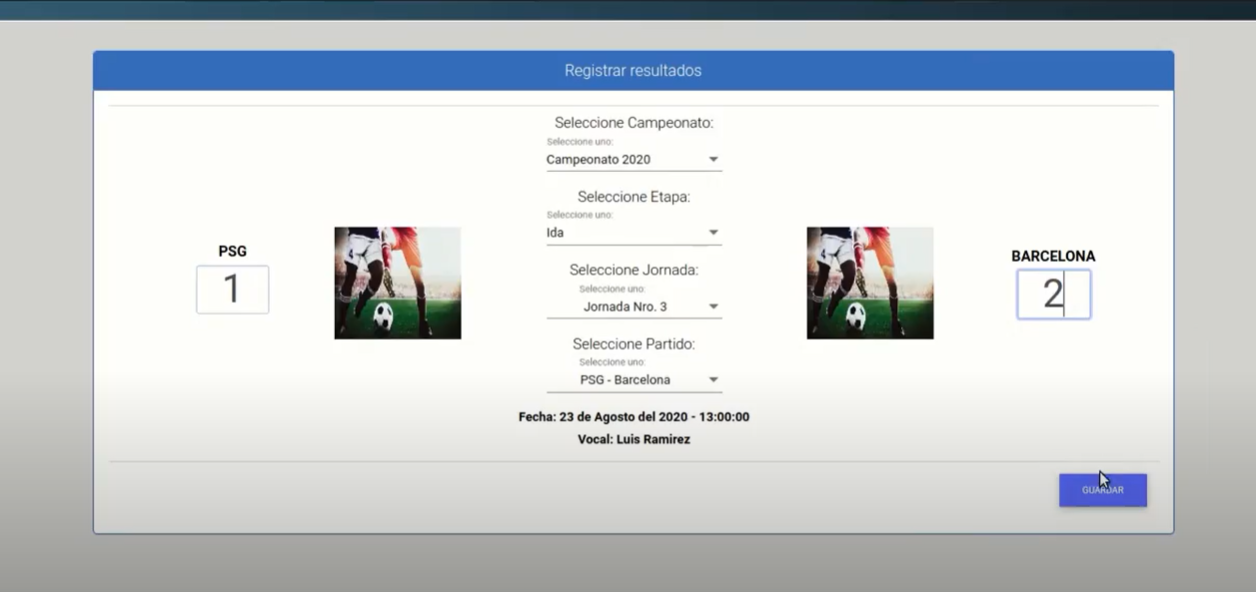 Registrar resultados
Seleccione Campeonato:
Seleccione uno:
Campeonato 2020
Seleccione Etapa:
Seleccione uno:
Ida
PSG
1
Seleccione Jornada:
Seleccione uno:
Jornada Nro. 3
BARCELONA
2
Seleccione Partido:
Seleccione uno:
PSG - Barcelona
Fecha: 23 de Agosto del 2020 - 13:00:00
Vocal: Luis Ramirez
GUARDAR